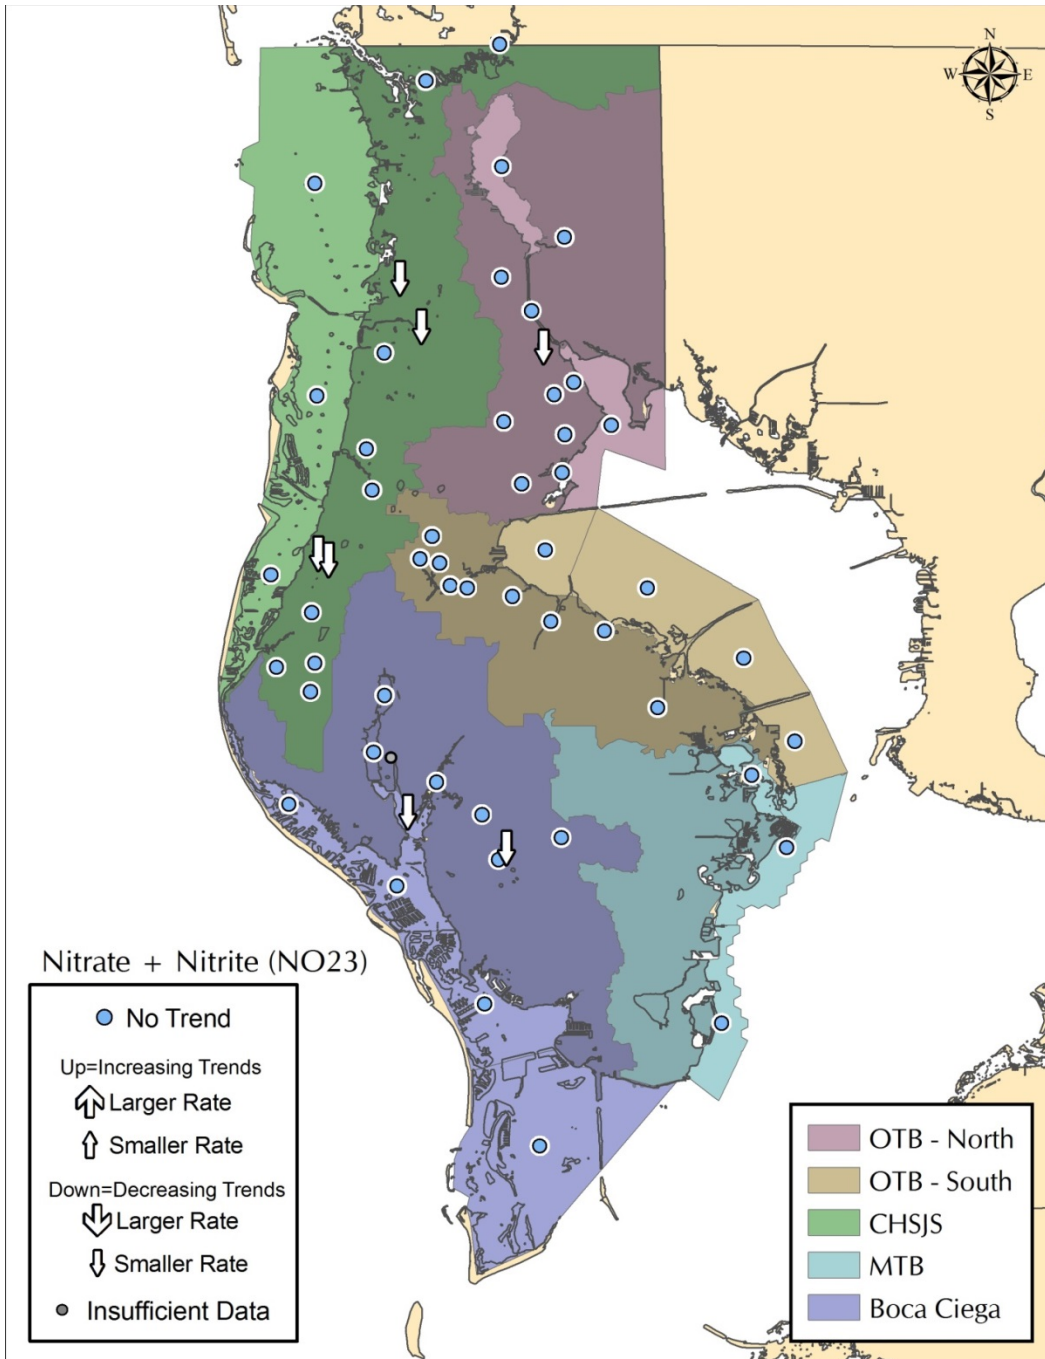 N
W E
S
Nitrate + Nitrite (NO23)
No Trend
Up=Increasing Trends
Larger Rate
Smaller Rate
Down=Decreasing Trends
Larger Rate
Smaller Rate
Insufficient Data
OTB - North
OTB - South
CHSJS
MTB
Boca Ciega